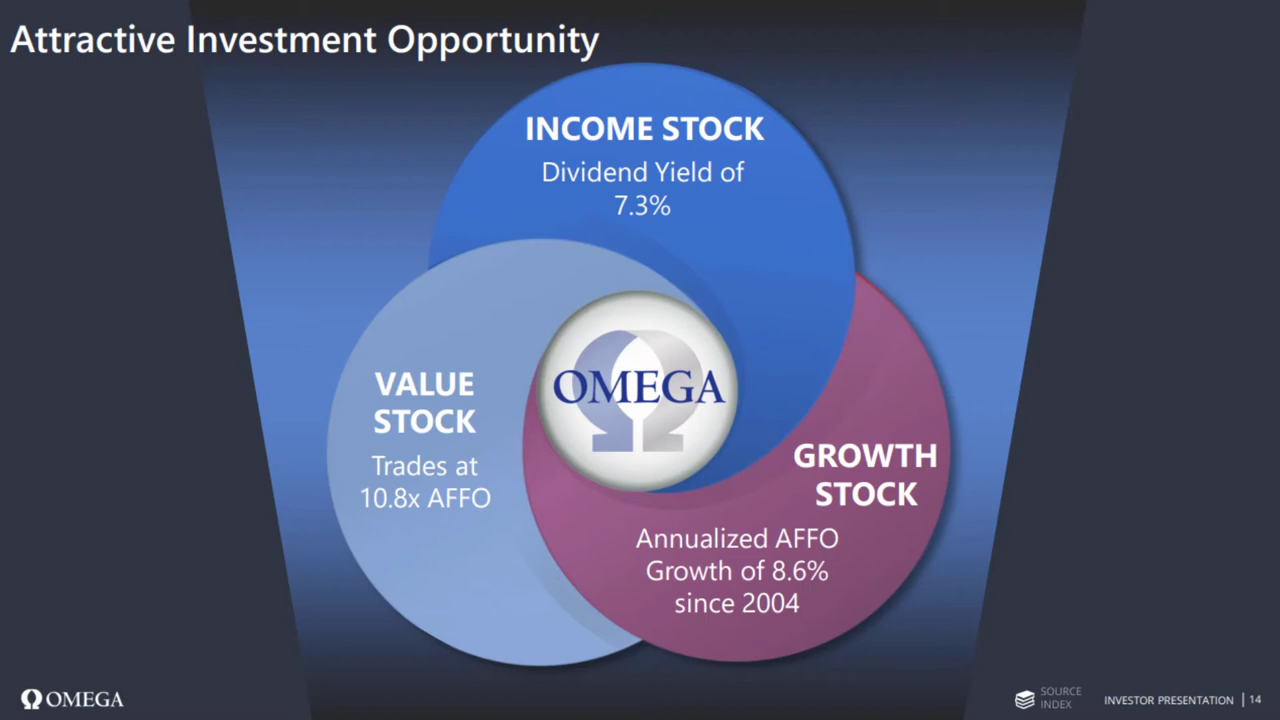 Attractive Investment Opportunity
INCOME STOCK
Dividend Yield of
7.3%
VALUE
STOCK
Trades at
10.8x AFFO
OMEGA
GROWTH
STOCK
Annualized AFFO
Growth of 8.6%
since 2004
OMEGA
SOURCE
INDEX
INVESTOR PRESENTATION | 14